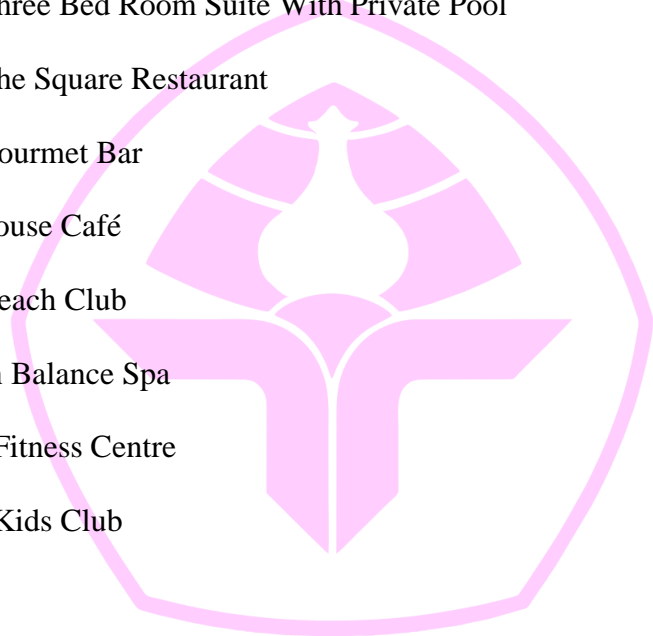 hree Bed Room Suite With Private Pool
he Square Restaurant
ourmet Bar
ouse Café
each Club
n Balance Spa
Fitness Centre
Kids Club